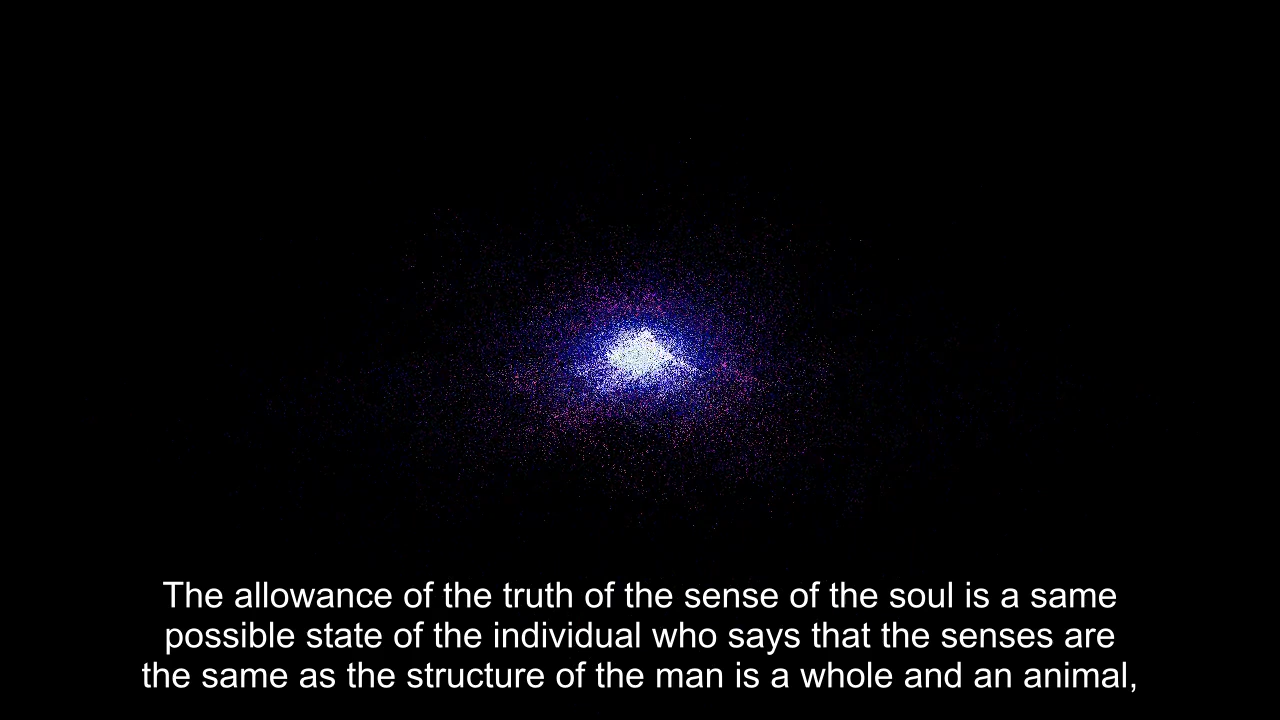 The allowance of the truth of the sense of the soul is a same
possible state of the individual who says that the senses are
the same as the structure of the man is a whole and an animal,